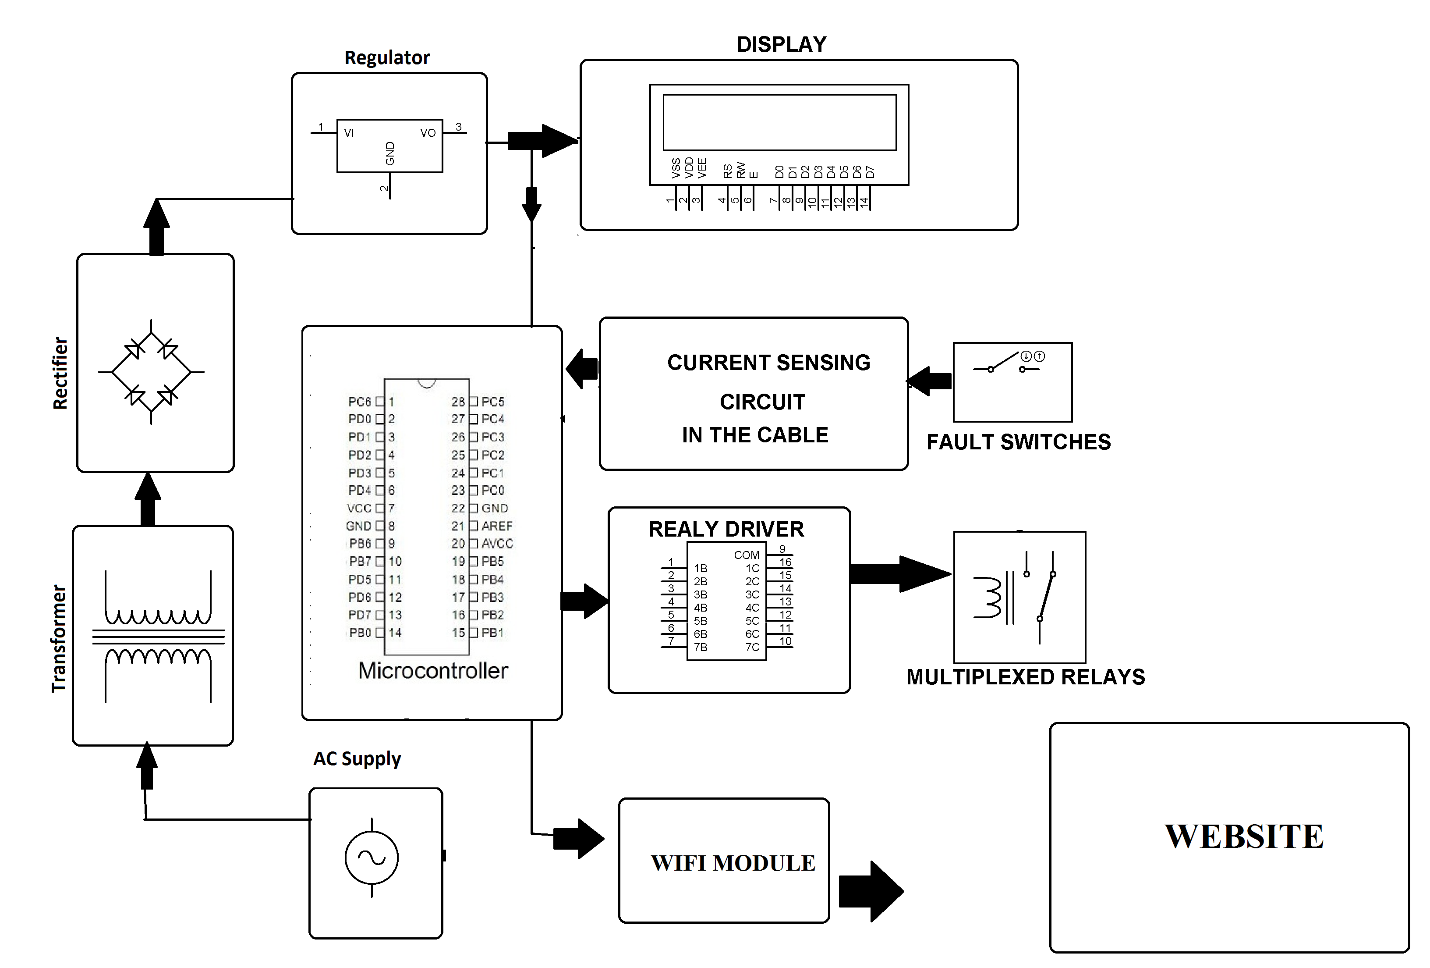 DISPLAY
Regulator
1 VI VO 3
GND
2
VSS VDD VEE RS RW E D0 D1 D2 D3 D4 D5 D6 D7
1 2 3 4 5 6 7 8 9 10 11 12 13 14
Rectifier
Transformer
AC Supply
PC6 1 28 PC5
PD0 2 27 PC4
PD1 3 26 PC3
PD2 4 25 PC2
PD3 5 24 PC1
PD4 6 23 PC0
VCC 7 22 GND
GND 8 21 AREF
PB6 9 20 AVCC
PB7 10 19 PB5
PD5 11 18 PB4
PD6 12 17 PB3
PD7 13 16 PB2
PB0 14 15 PB1
Microcontroller
CURRENT SENSING
CIRCUIT
IN THE CABLE
FAULT SWITCHES
REALY DRIVER
COM 9
1 1B 1C 16
2 2B 2C 15
3 3B 3C 14
4 4B 4C 13
5 5B 5C 12
6 6B 6C 11
7 7B 7C 10
MULTIPLEXED RELAYS
WIFI MODULE
WEBSITE